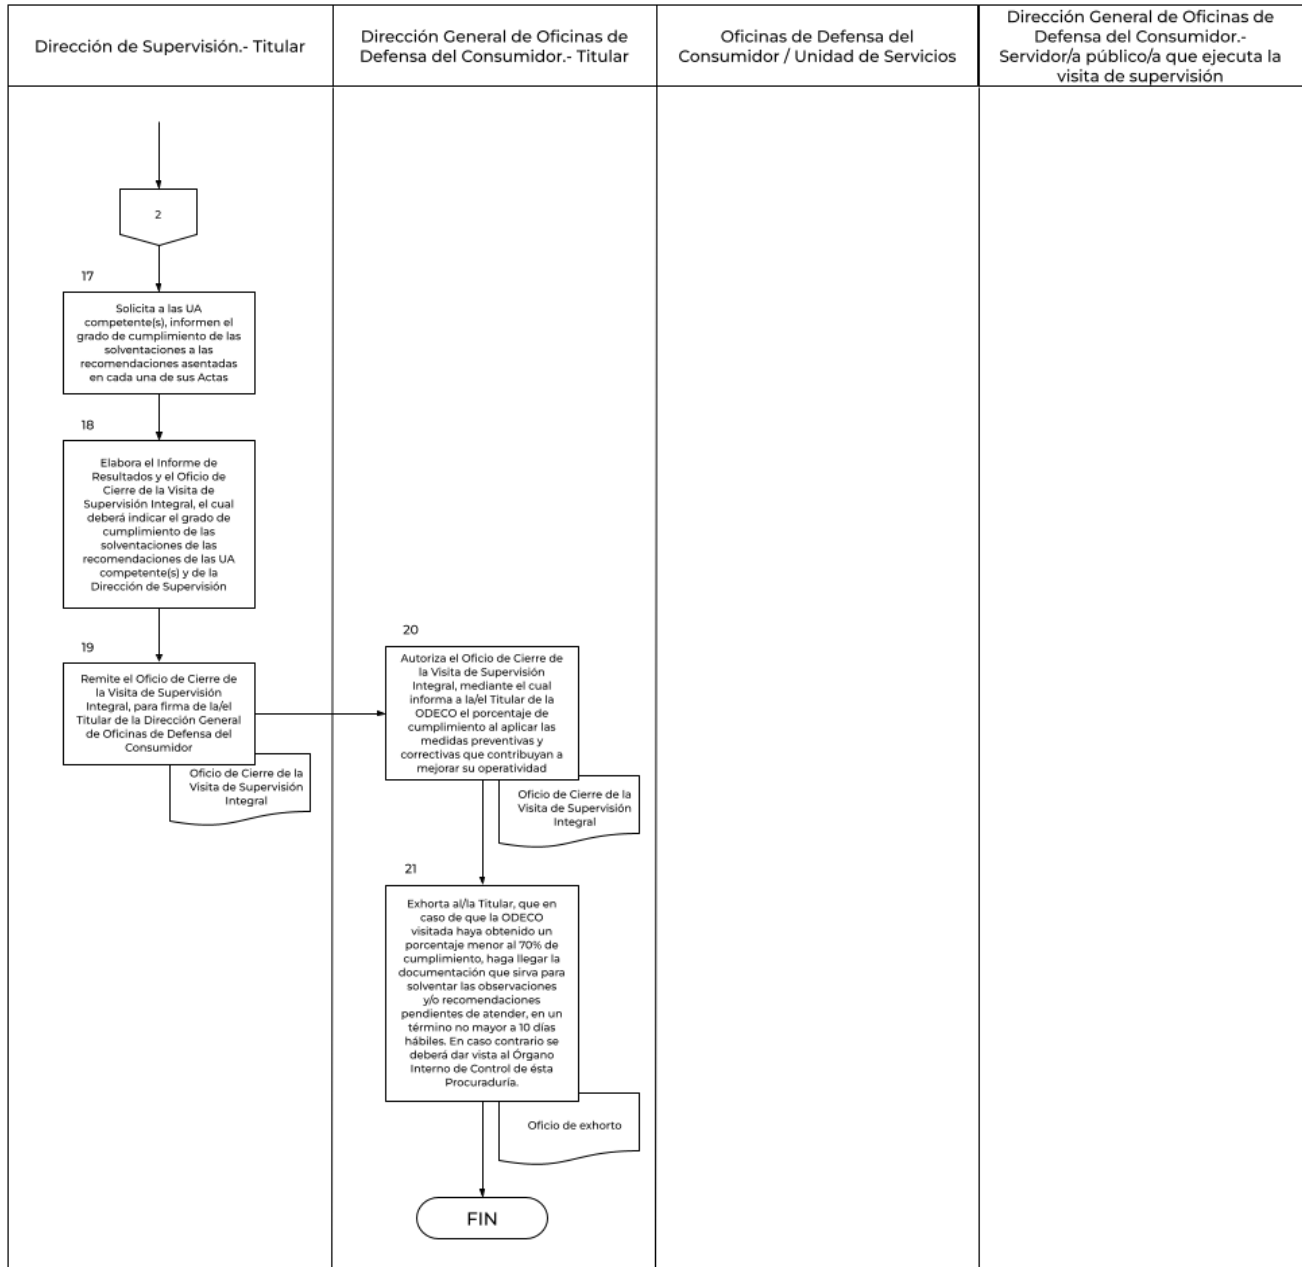 Dirección de Supervisión.- Titular
Dirección General de Oficinas de
Defensa del Consumidor.- Titular
Oficinas de Defensa del
Consumidor / Unidad de Servicios
Dirección General de Oficinas de
Defensa del Consumidor.-
Servidor/a público/a que ejecuta la
visita de supervisión
2
17
Solicita a las UA
competente(s), informen el
grado de cumplimiento de las
solventaciones a las
recomendaciones asentadas
en cada una de sus Actas
18
Elabora el Informe de
Resultados y el Oficio de
Cierre de la Visita de
Supervisión Integral, el cual
deberá indicar el grado de
cumplimiento de las
solventaciones de las
recomendaciones de las UA
competente(s) y de la
Dirección de Supervisión
19
Remite el Oficio de Cierre de
la Visita de Supervisión
Integral, para firma de la/el
Titular de la Dirección General
de Oficinas de Defensa del
Consumidor
Oficio de Cierre de la
Visita de Supervisión
Integral
20
Autoriza el Oficio de Cierre de
la Visita de Supervisión
Integral, mediante el cual
informa a la/el Titular de la
ODECO el porcentaje de
cumplimiento al aplicar las
medidas preventivas y
correctivas que contribuyan a
mejorar su operatividad
Oficio de Cierre de la
Visita de Supervisión
Integral
21
Exhorta al/la Titular, que en
caso de que la ODECO
visitada haya obtenido un
porcentaje menor al 70% de
cumplimiento, haga llegar la
documentación que sirva para
solventar las observaciones
y/o recomendaciones
pendientes de atender, en un
término no mayor a 10 días
hábiles. En caso contrario se
deberá dar vista al Órgano
Interno de Control de ésta
Procuraduría.
Oficio de exhorto
FIN